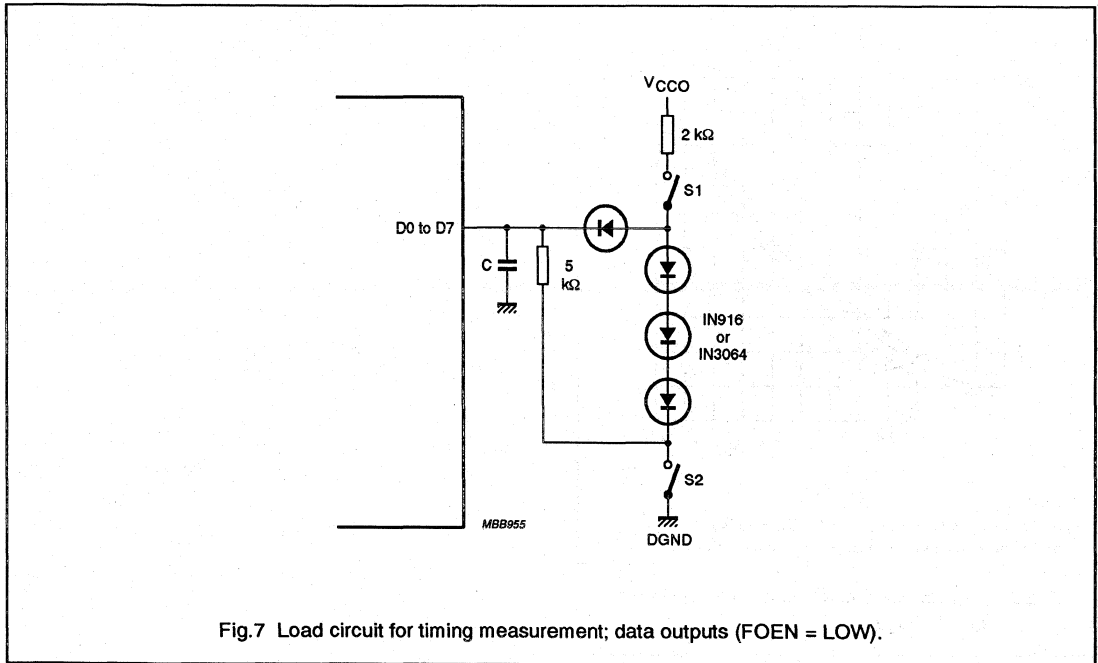 VCCO
2 kΩ
S1
D0 to D7
C
5
kΩ
IN916
or
IN3064
S2
MBB955
DGND
Fig.7 Load circuit for timing measurement; data outputs (FOEN = LOW).